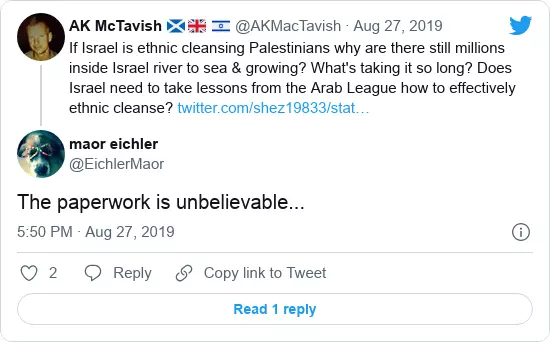 AK McTavish 🏴󠁧󠁢󠁳󠁣󠁴󠁿🇬🇧 🇮🇱 @AKMacTavish · Aug 27, 2019
If Israel is ethnic cleansing Palestinians why are there still millions
inside Israel river to sea & growing? What's taking it so long? Does
Israel need to take lessons from the Arab League how to effectively
ethnic cleanse? twitter.com/shez19833/stat…
maor eichler
@EichlerMaor
The paperwork is unbelievable...
5:50 PM · Aug 27, 2019
2 Reply Copy link to Tweet
Read 1 reply